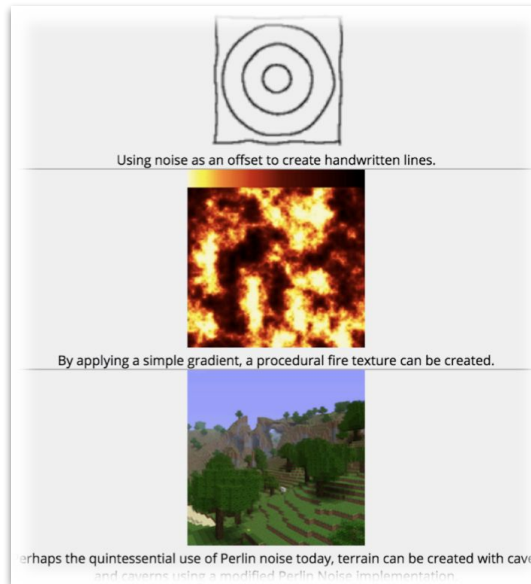 Using noise as an offset to create handwritten lines.
By applying a simple gradient, a procedural fire texture can be created.
the quintessential use of Perlin noise today, terrain can be created with
and caverns using a modified Perlin Noise implementation